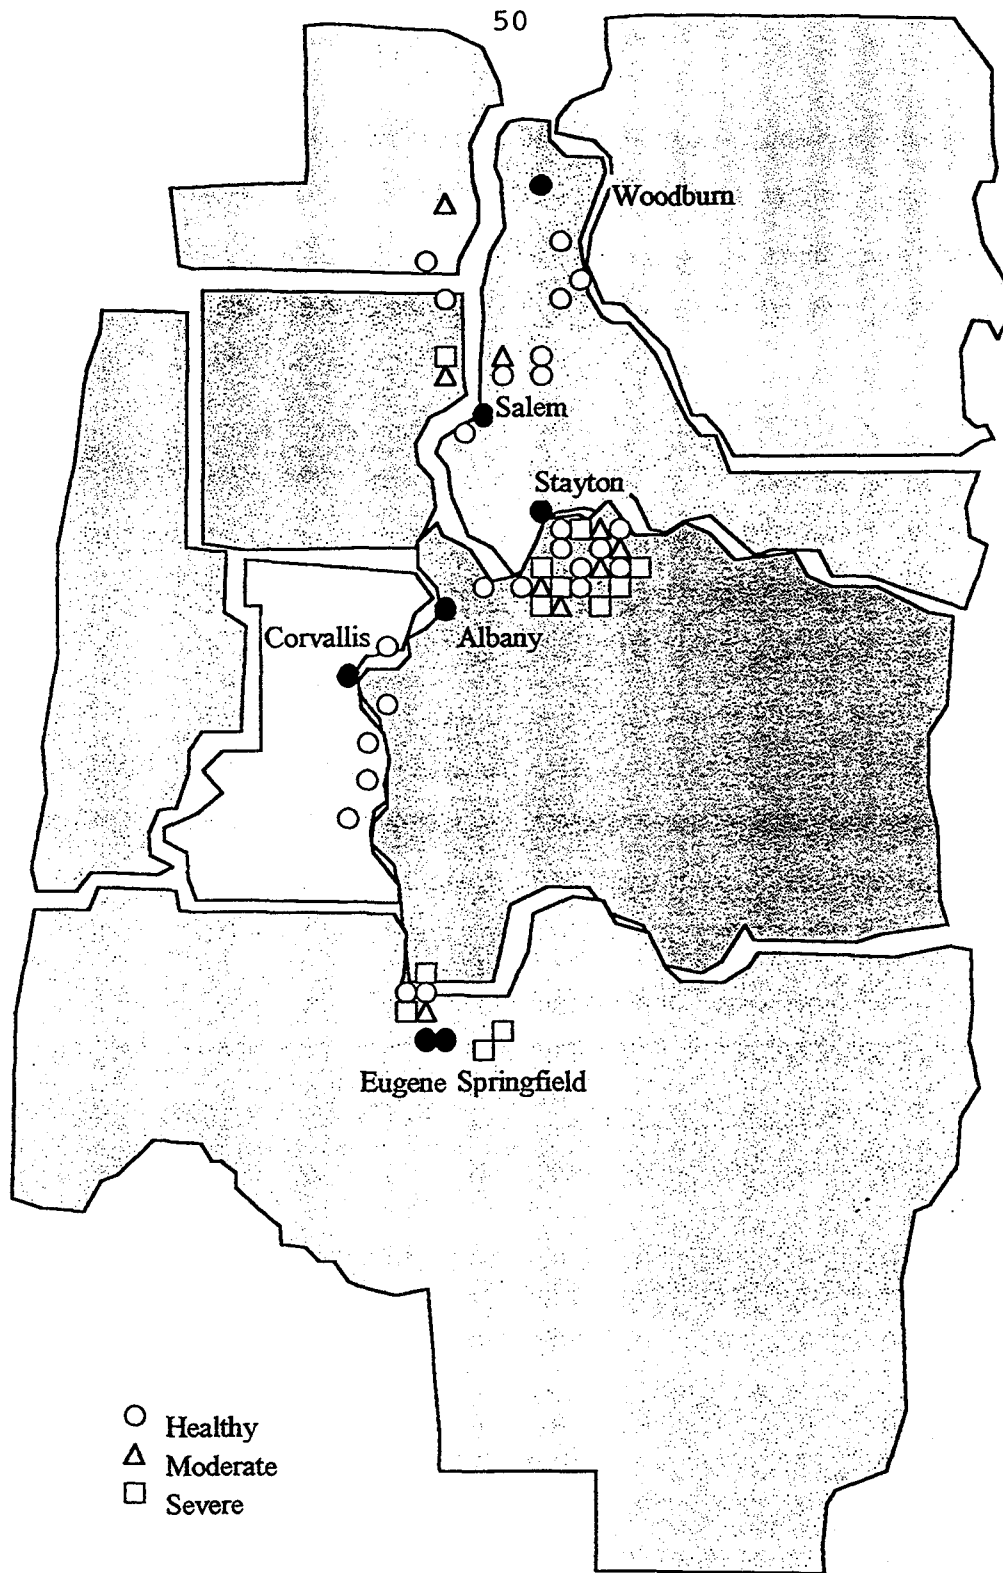 50
Woodburn
Salem
Stayton
Corvallis
Albany
Eugene Springfield
Healthy
Moderate
Severe